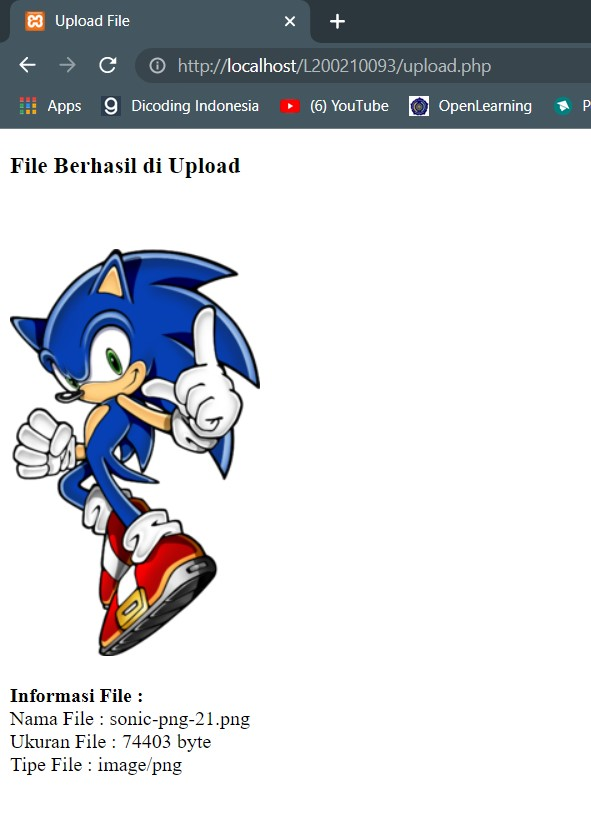 Upload File
http://localhost/L200210093/upload.php
Apps
Dicoding Indonesia
(6) YouTube
OpenLearning
P
File Berhasil di Upload
Informasi File :
Nama File : sonic-png-21.png
Ukuran File : 74403 byte
Tipe File : image/png